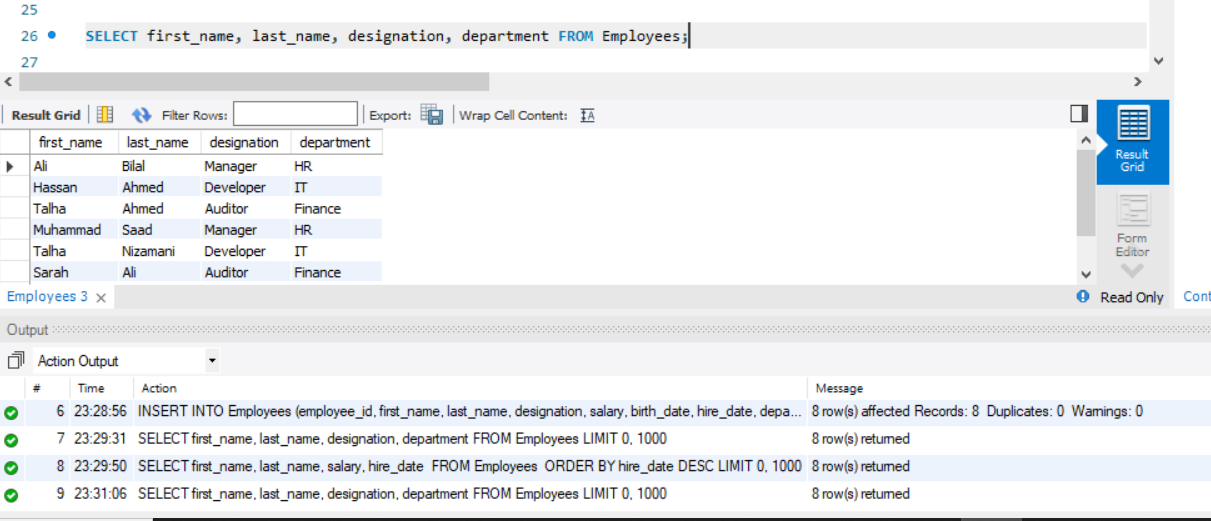 25
26 SELECT first_name, last_name, designation, department FROM Employees;
27
Result Grid Filter Rows: Export: Wrap Cell Content: IA
first_name last_name designation department
Ali Bilal Manager HR
Hassan Ahmed Developer IT
Talha Ahmed Auditor Finance
Muhammad Saad Manager HR
Talha Nizamani Developer IT
Sarah Ali Auditor Finance
Result
Grid
Form
Editor
Employees 3 Read Only Cont
Output
Action Output
# Time Action Message
6 23:28:56 INSERT INTO Employees (employee_id, first_name, last_name, designation, salary, birth_date, hire_date, depa... 8 row(s) affected Records: 8 Duplicates: 0 Warnings: 0
7 23:29:31 SELECT first_name, last_name, designation, department FROM Employees LIMIT 0, 1000 8 row(s) returned
8 23:29:50 SELECT first_name, last_name, salary, hire_date FROM Employees ORDER BY hire_date DESC LIMIT 0, 1000 8 row(s) returned
9 23:31:06 SELECT first_name, last_name, designation, department FROM Employees LIMIT 0, 1000 8 row(s) returned